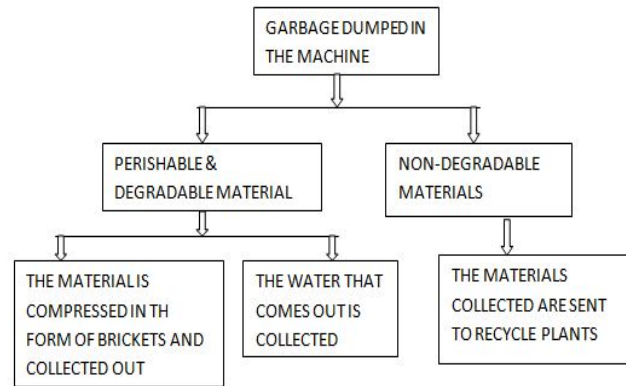 GARBAGE DUMPED IN
THE MACHINE
PERISHABLE &
DEGRADABLE MATERIAL
NON-DEGRADABLE
MATERIALS
THE MATERIAL IS
COMPRESSED IN TH
FORM OF BRICKETS AND
COLLECTED OUT
THE WATER THAT
COMES OUT IS
COLLECTED
THE MATERIALS
COLLECTED ARE SENT
TO RECYCLE PLANTS